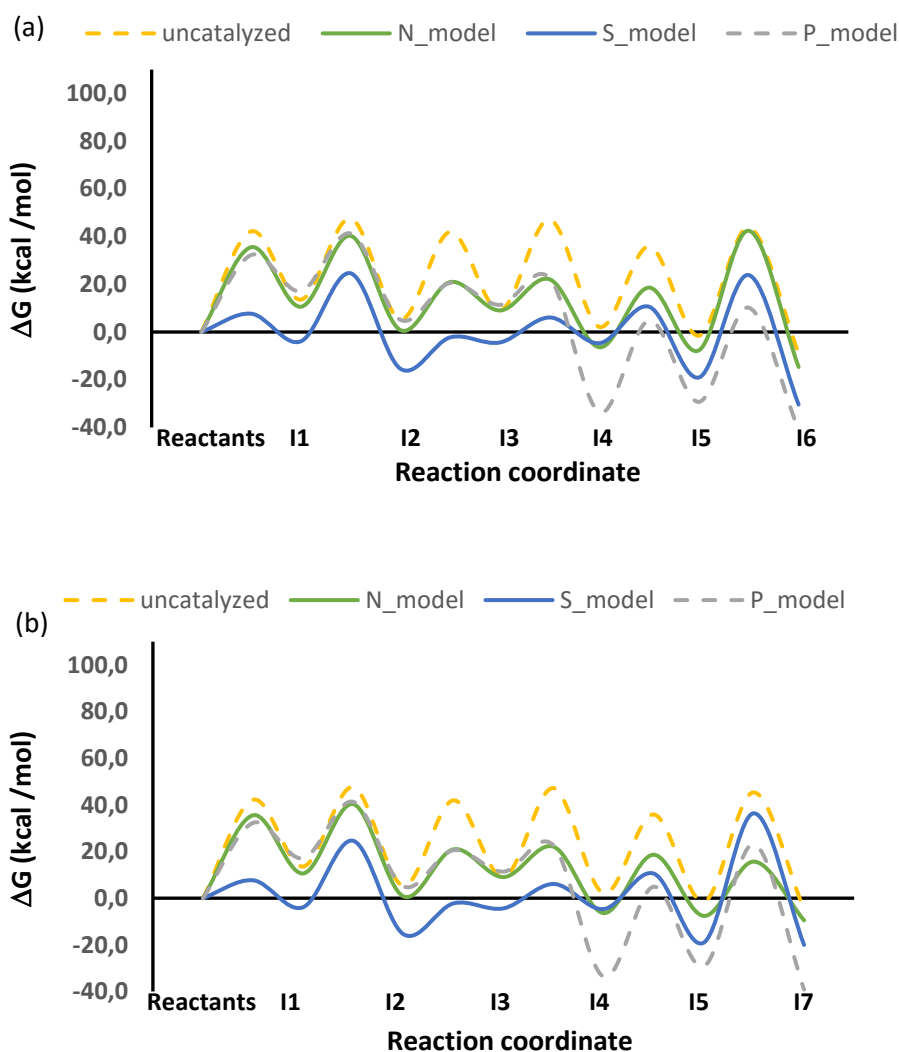 (a)
uncatalyzed N_model S_model P_model
ΔG (kcal /mol)
100,0
80,0
60,0
40,0
20,0
0,0
-20,0
-40,0
Reactants I1 I2 I3 I4 I5 I6
Reaction coordinate
uncatalyzed N_model S_model P_model
(b)
ΔG (kcal /mol)
100,0
80,0
60,0
40,0
20,0
0,0
-20,0
-40,0
Reactants I1 I2 I3 I4 I5 I7
Reaction coordinate